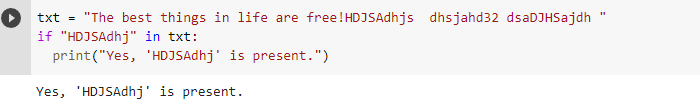 txt = "The best things in life are free!HDJSAdhjs  dhsjahd32 dsaDJHSajdh "
if "HDJSAdhj" in txt:
  print("Yes, 'HDJSAdhj' is present.")
Yes, 'HDJSAdhj' is present.